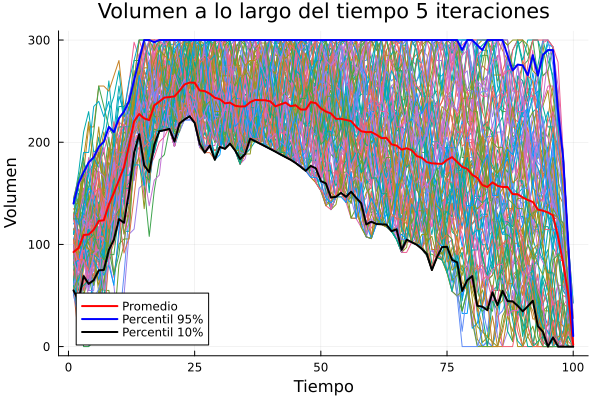 Volumen a lo largo del tiempo 5 iteraciones
Volumen
300
200
100
0
Promedio
Percentil 95%
Percentil 10%
0 25 50 75 100
Tiempo